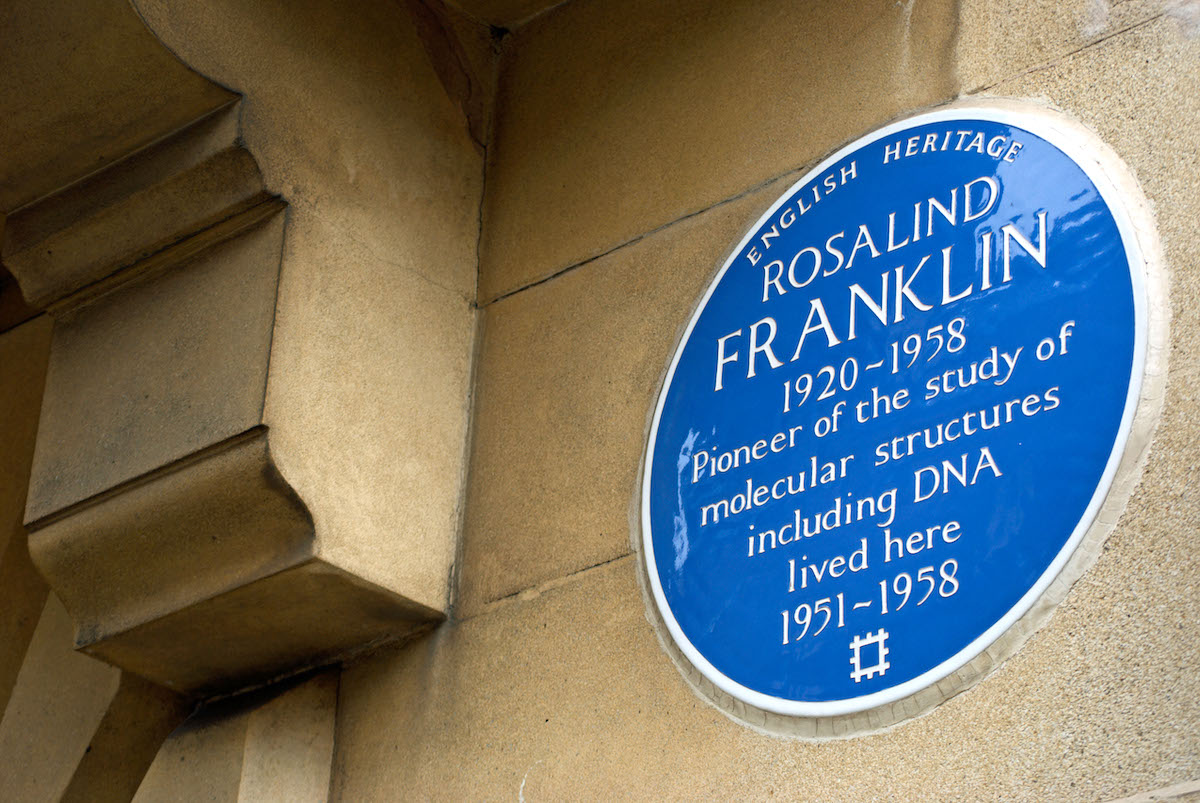 ENGLISH HERITAGE
ROSALIND
FRANKLIN
1920~1958
Pioneer of the study of
molecular structures
including DNA
lived here
1951~1958